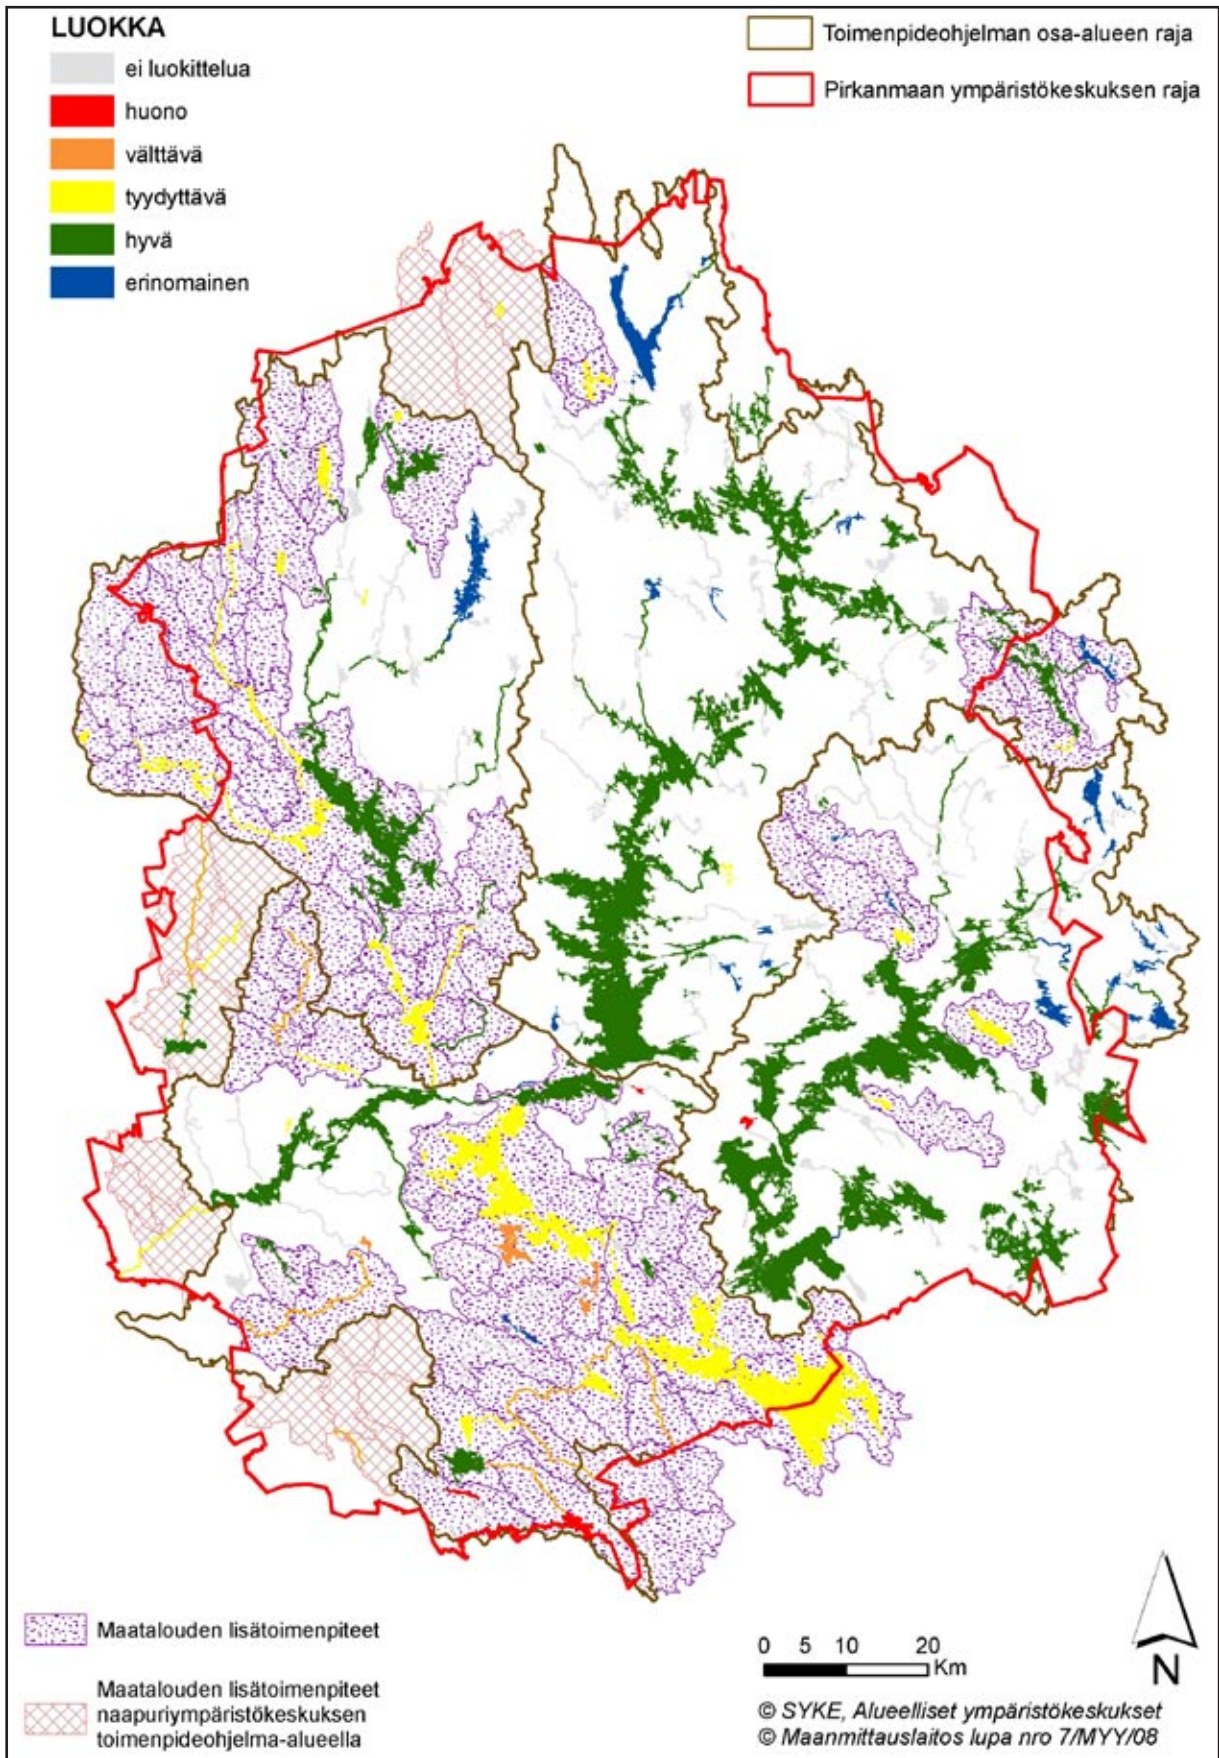 LUOKKA
ei luokittelua
huono
välttävä
tyydyttävä
hyvä
erinomainen
Toimenpideohjelman osa-alueen raja
Pirkanmaan ympäristökeskuksen raja
Maatalouden lisätoimenpiteet
Maatalouden lisätoimenpiteet
naapuriympäristökeskuksen
toimenpideohjelma-alueella
0 5 10 20
Km
N
© SYKE, Alueelliset ympäristökeskukset
© Maanmittauslaitos lupa nro 7/MYY/08